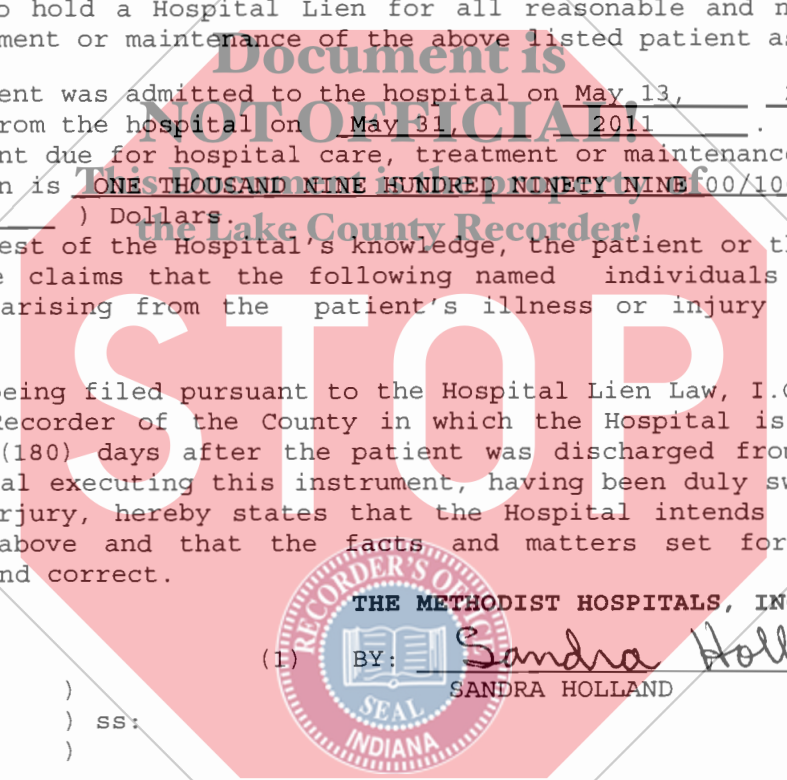 o hold a Hospital Lien for all reasonable and n
ment or maintenance of the above listed patient as
Document is
ent was admitted to the hospital on May 13,
NOT OFFICIAL!
rom the hospital on May 31, 2011 .
nt due for hospital care, treatment or maintenance
This Document is the property of
n is ONE THOUSAND NINE HUNDRED NINETY NINE 00/100
) Dollars.
the Lake County Recorder!
est of the Hospital's knowledge, the patient or th
e claims that the following named individuals
arising from the patient's illness or injury
STOP
being filed pursuant to the Hospital Lien Law, I.C
Recorder of the County in which the Hospital is
(180) days after the patient was discharged from
al executing this instrument, having been duly sw
rjury, hereby states that the Hospital intends
above and that the facts and matters set for
nd correct.
THE METHODIST HOSPITALS, IN
(1) BY: Sandra Holl
SANDRA HOLLAND
)
) ss:
)
RECORDER'S OFFICE
SEAL
INDIANA